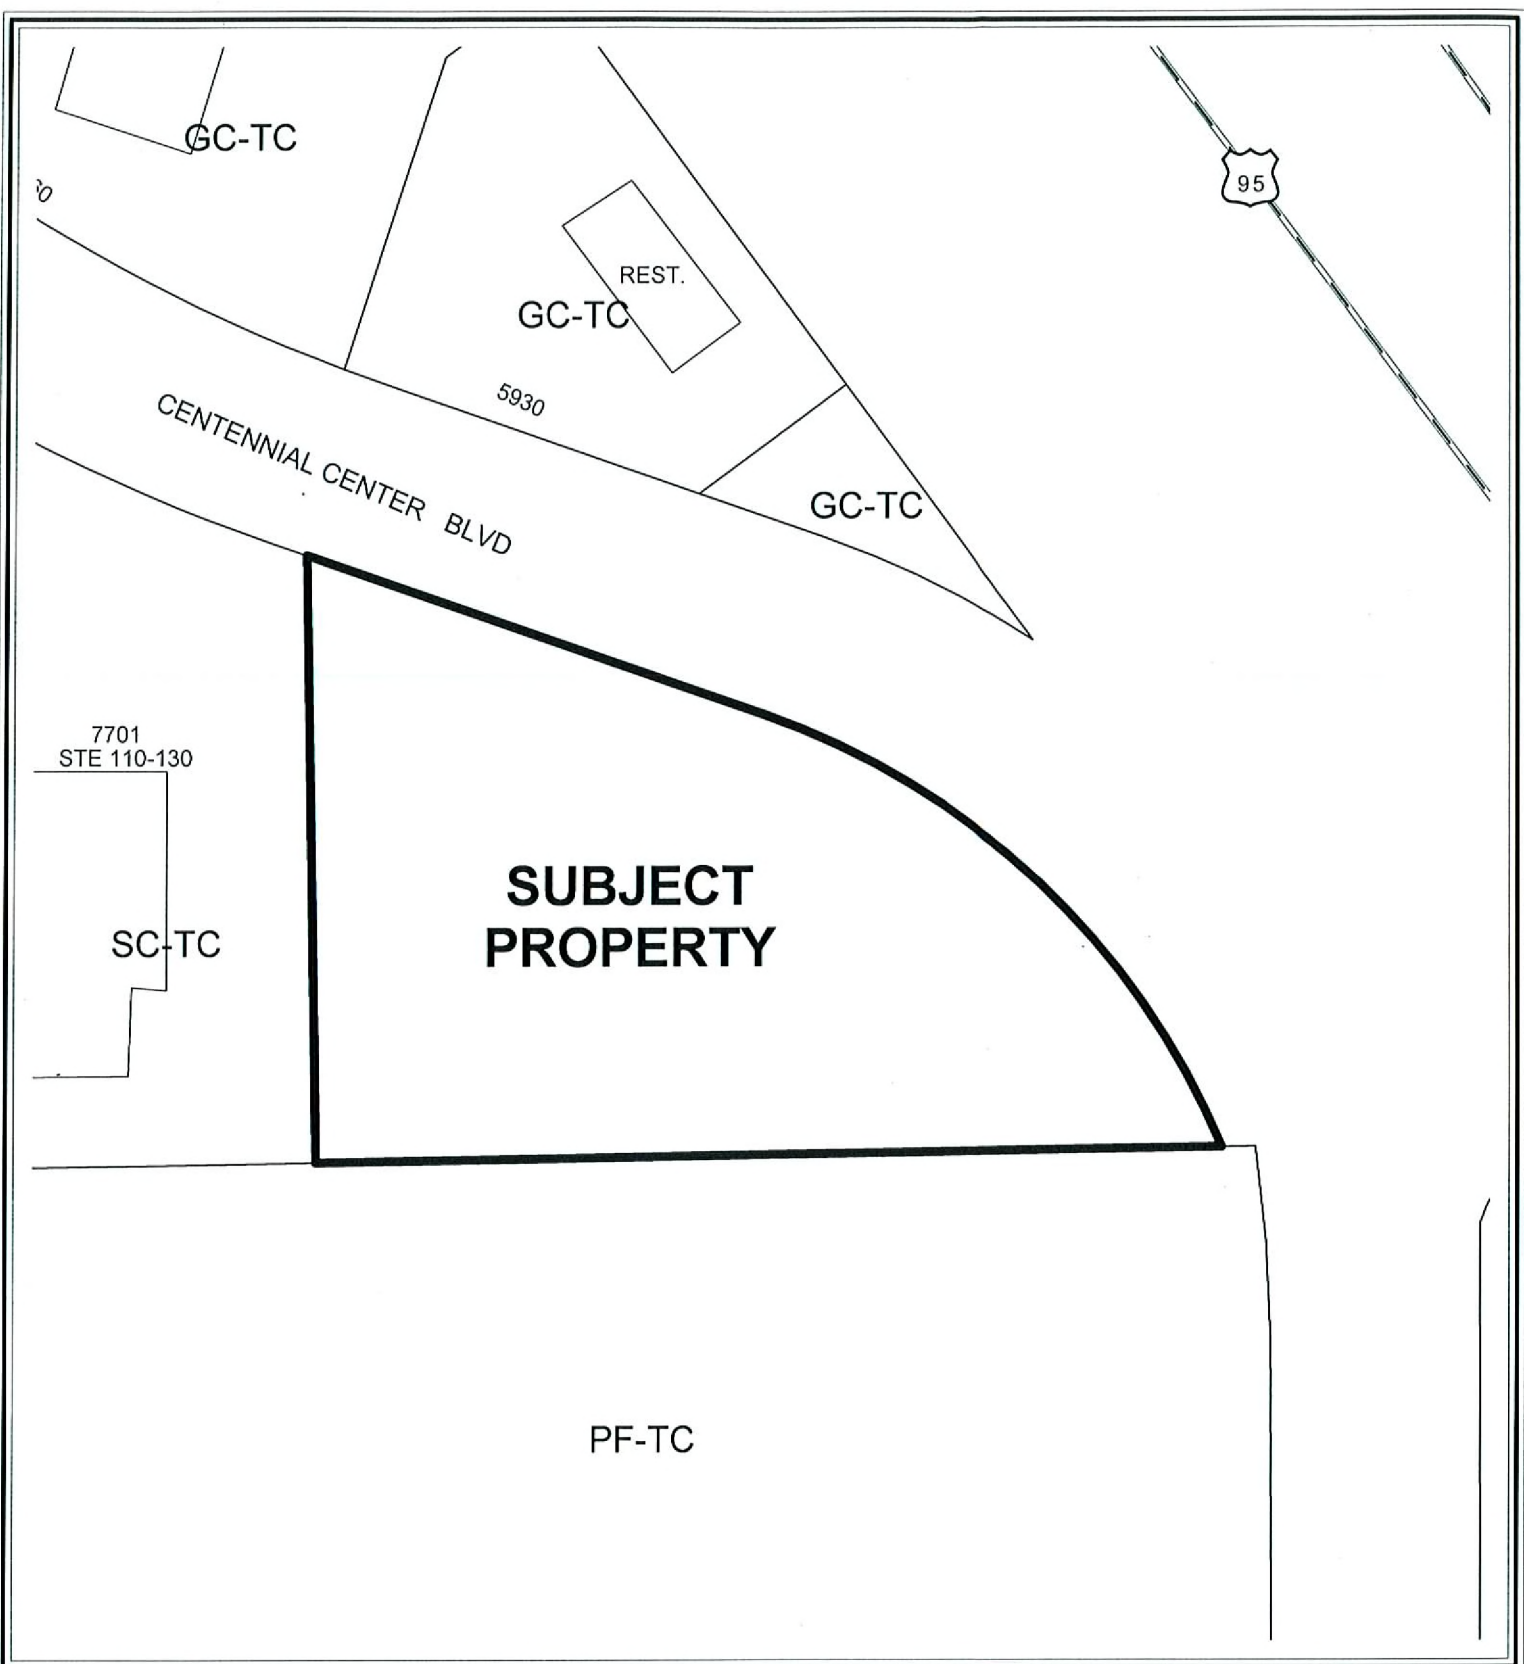 GC-TC
95
REST.
GC-TC
5930
CENTENNIAL CENTER BLVD
GC-TC
7701
STE 110-130
SUBJECT
PROPERTY
SC-TC
PF-TC